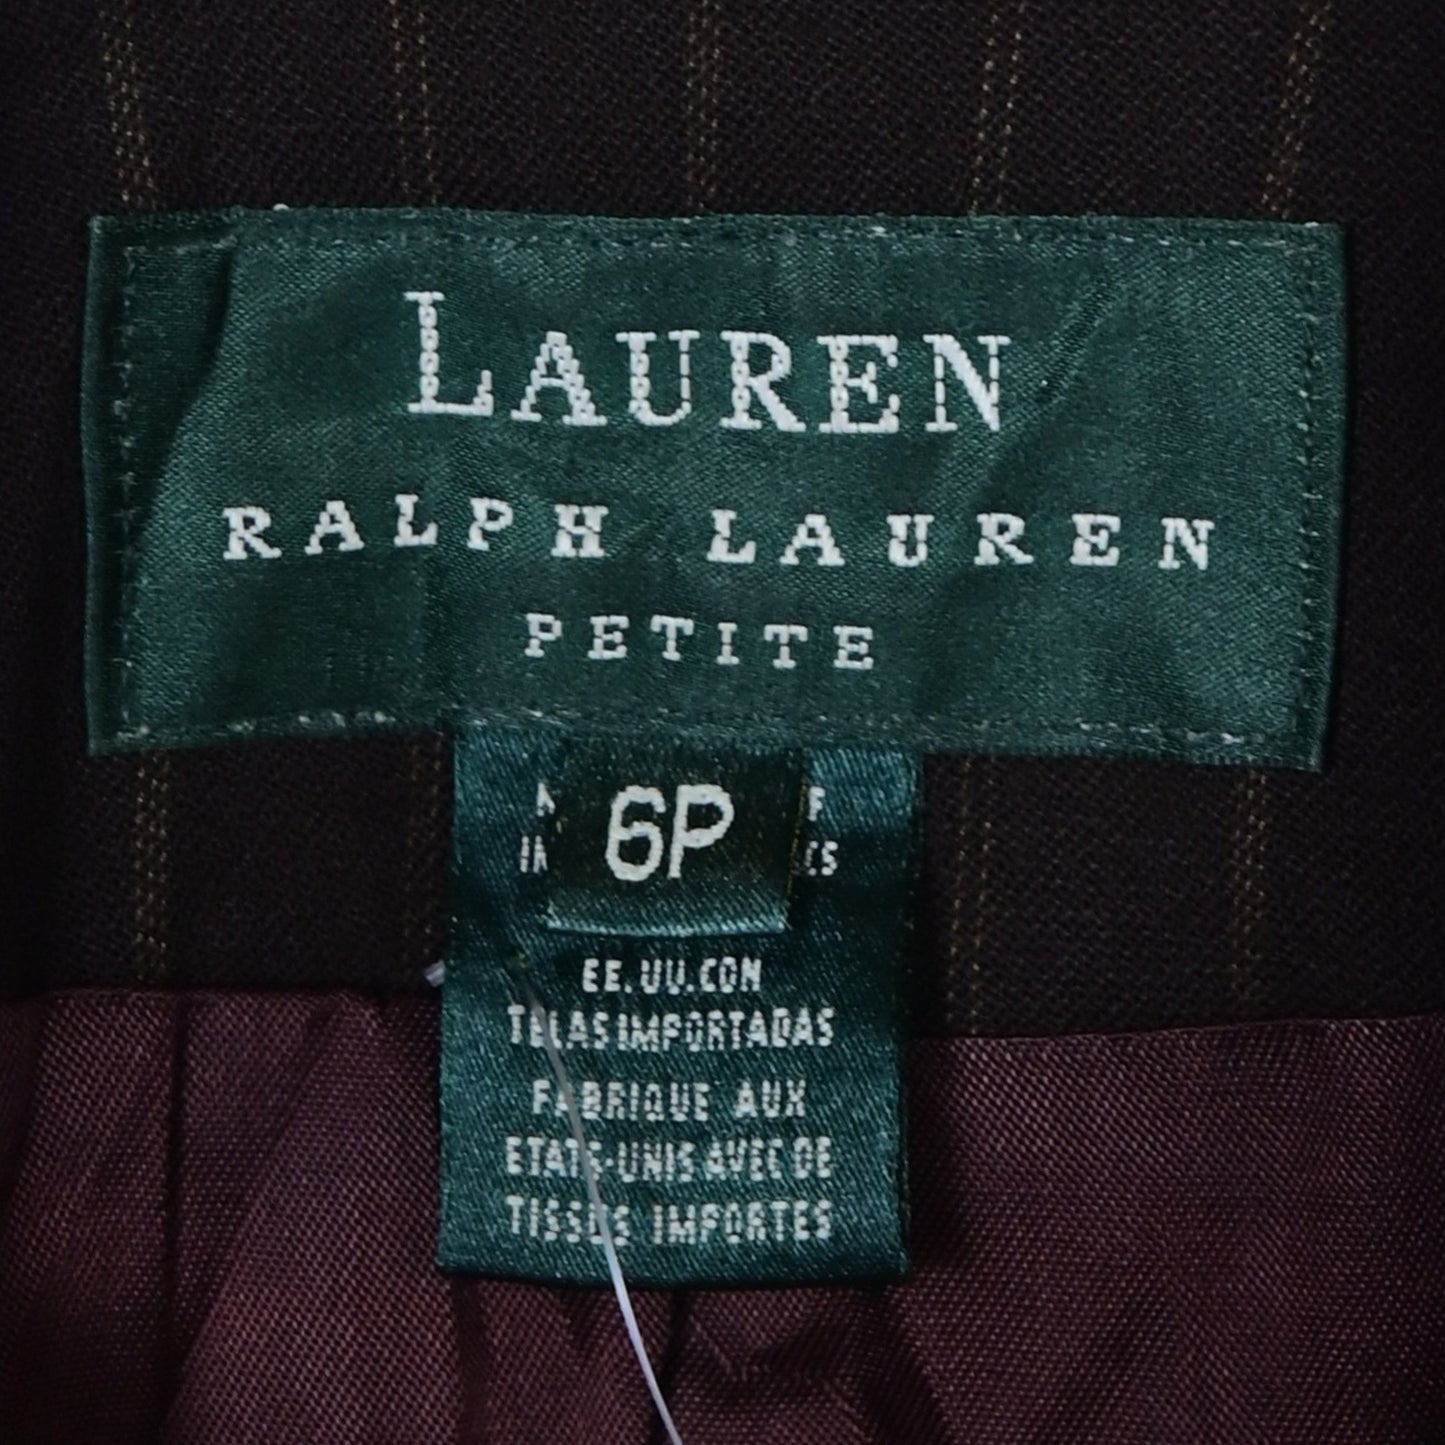 LAUREN
RALPH LAUREN
PETITE
6P
EE.UU.CON
TELAS IMPORTADAS
FABRIQUE AUX
ETATS-UNIS AVEC DE
TISSUS IMPORTES